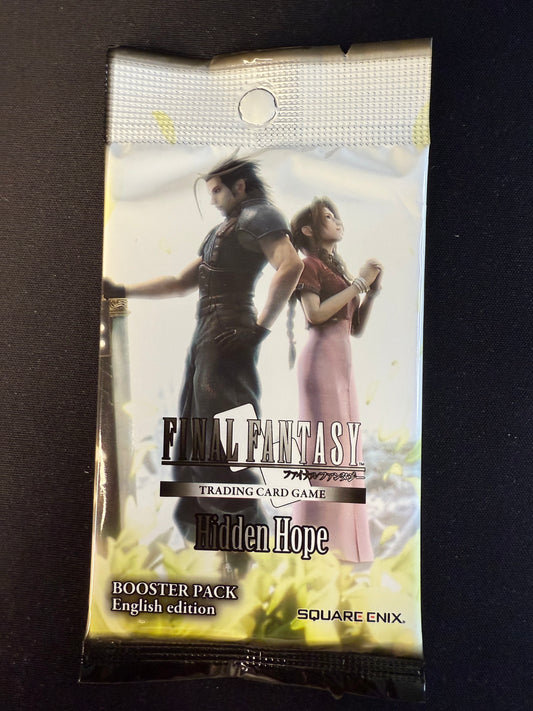 FINAL FANTASY™
ファイナルファンタジー
TRADING CARD GAME
Hidden Hope
BOOSTER PACK
English edition
SQUARE ENIX®